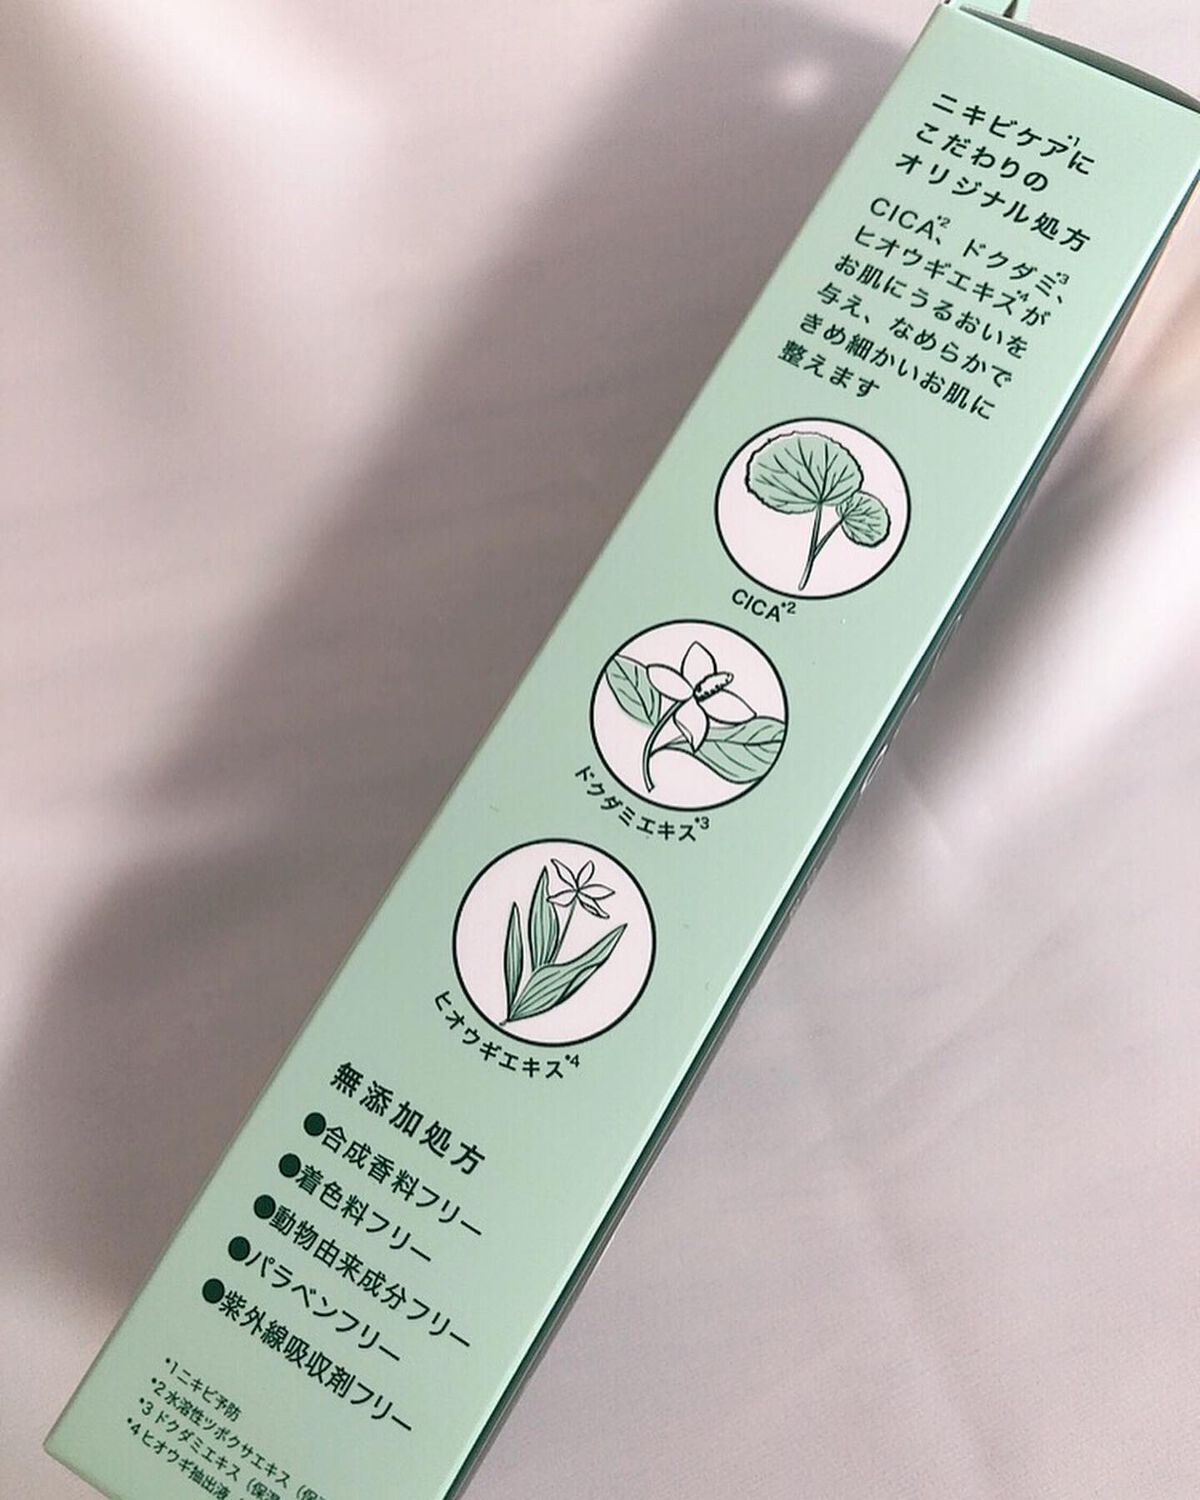 ニキビケア*1に
こだわりの
オリジナル処方
CICA*2、ドクダミ*3、
ヒオウギエキス*4が
お肌にうるおいを
与え、なめらかで
きめ細かいお肌に
整えます
CICA*2
ドクダミエキス*3
ヒオウギエキス*4
無添加処方
●合成香料フリー
●着色料フリー
●動物由来成分フリー
●パラベンフリー
●紫外線吸収剤フリー
*1 ニキビ予防
*2 水溶性ツボクサエキス（保
*3 ドクダミエキス（保湿
*4 ヒオウギ抽出液（